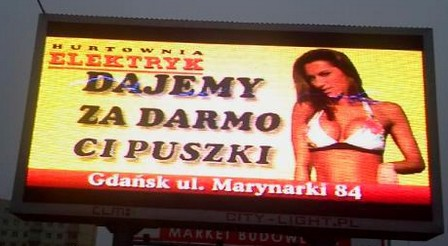 HURTOWNIA
ELEKTRYK
DAJEMY
ZA DARMO
CI PUSZKI
Gdańsk ul. Marynarki 84
CITY-LIGHT.PL
MARKET BUDOWL